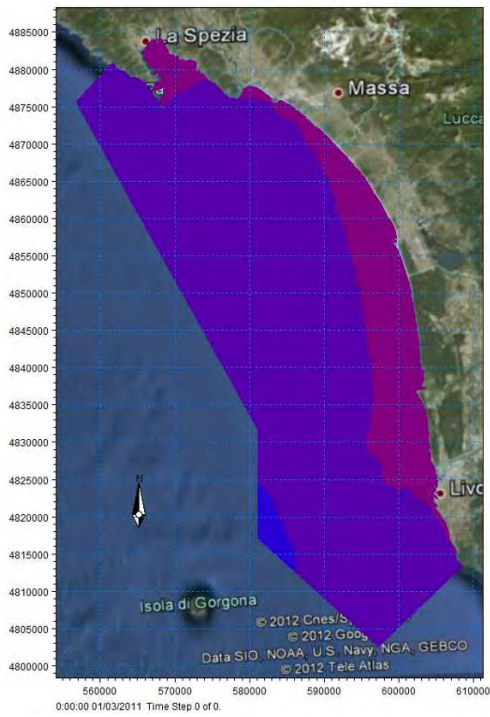 4885000
La Spezia
4880000
Massa
4875000
Lucca
4870000
4865000
4860000
4855000
4850000
4845000
4840000
4835000
4830000
4825000
Livo
N
4820000
4815000
4810000
Isola di Gorgona
4805000
© 2012 Cnes/S
© 2012 Goog
Data SIO, NOAA, U.S. Navy, NGA, GEBCO
© 2012 Tele Atlas
4800000
560000 570000 580000 590000 600000
0:00:00 01/03/2011 Time Step 0 of 0.